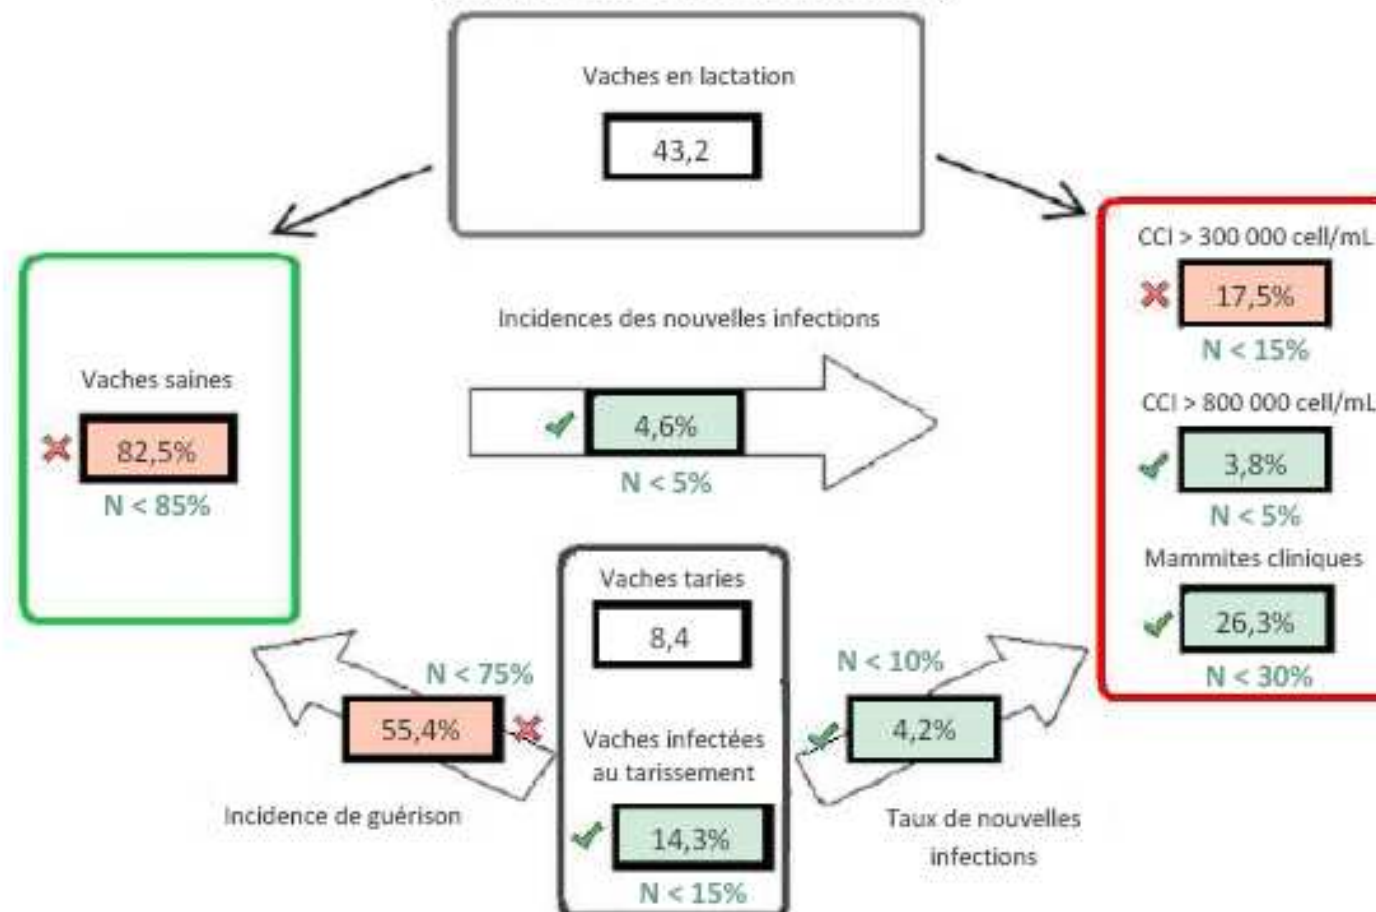 Vaches en lactation
43,2
CCI > 300 000 cell/mL
17,5%
N < 15%
Incidences des nouvelles infections
4,6%
N < 5%
Vaches saines
82,5%
N < 85%
CCI > 800 000 cell/mL
3,8%
N < 5%
Mammites cliniques
26,3%
N < 30%
Vaches taries
8,4
N < 75%
55,4%
Incidence de guérison
Vaches infectées
au tarissement
14,3%
N < 15%
N < 10%
4,2%
Taux de nouvelles
infections